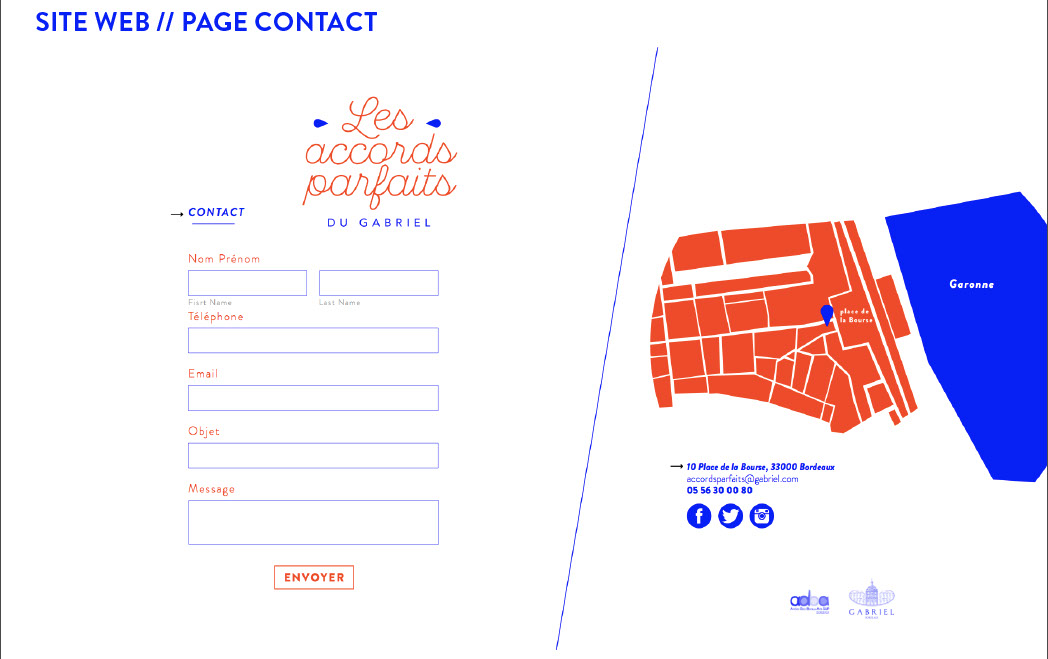 SITE WEB // PAGE CONTACT
Les
accords
parfaits
DU GABRIEL
CONTACT
Nom Prénom
Fisrt Name
Last Name
Téléphone
Email
Objet
Message
ENVOYER
Garonne
place de
la Bourse
10 Place de la Bourse, 33000 Bordeaux
accordsparfaits@gabriel.com
05 56 30 00 80
adba
GABRIEL